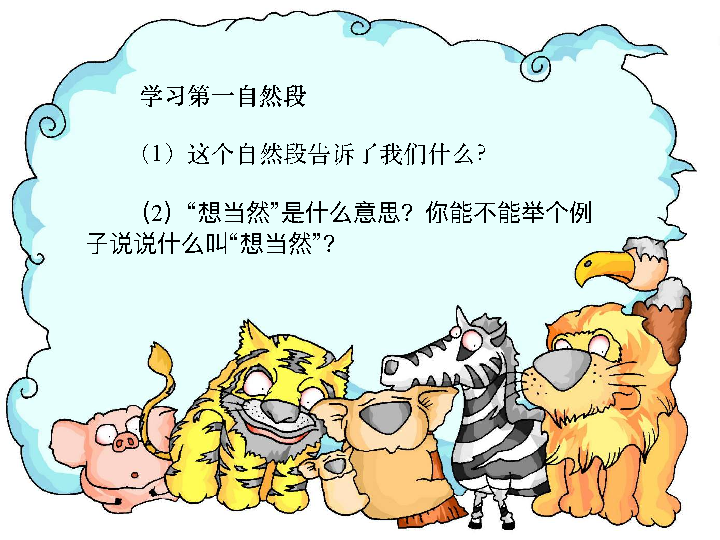 学习第一自然段
（1）这个自然段告诉了我们什么？
（2）“想当然”是什么意思？你能不能举个例
子说说什么叫“想当然”？